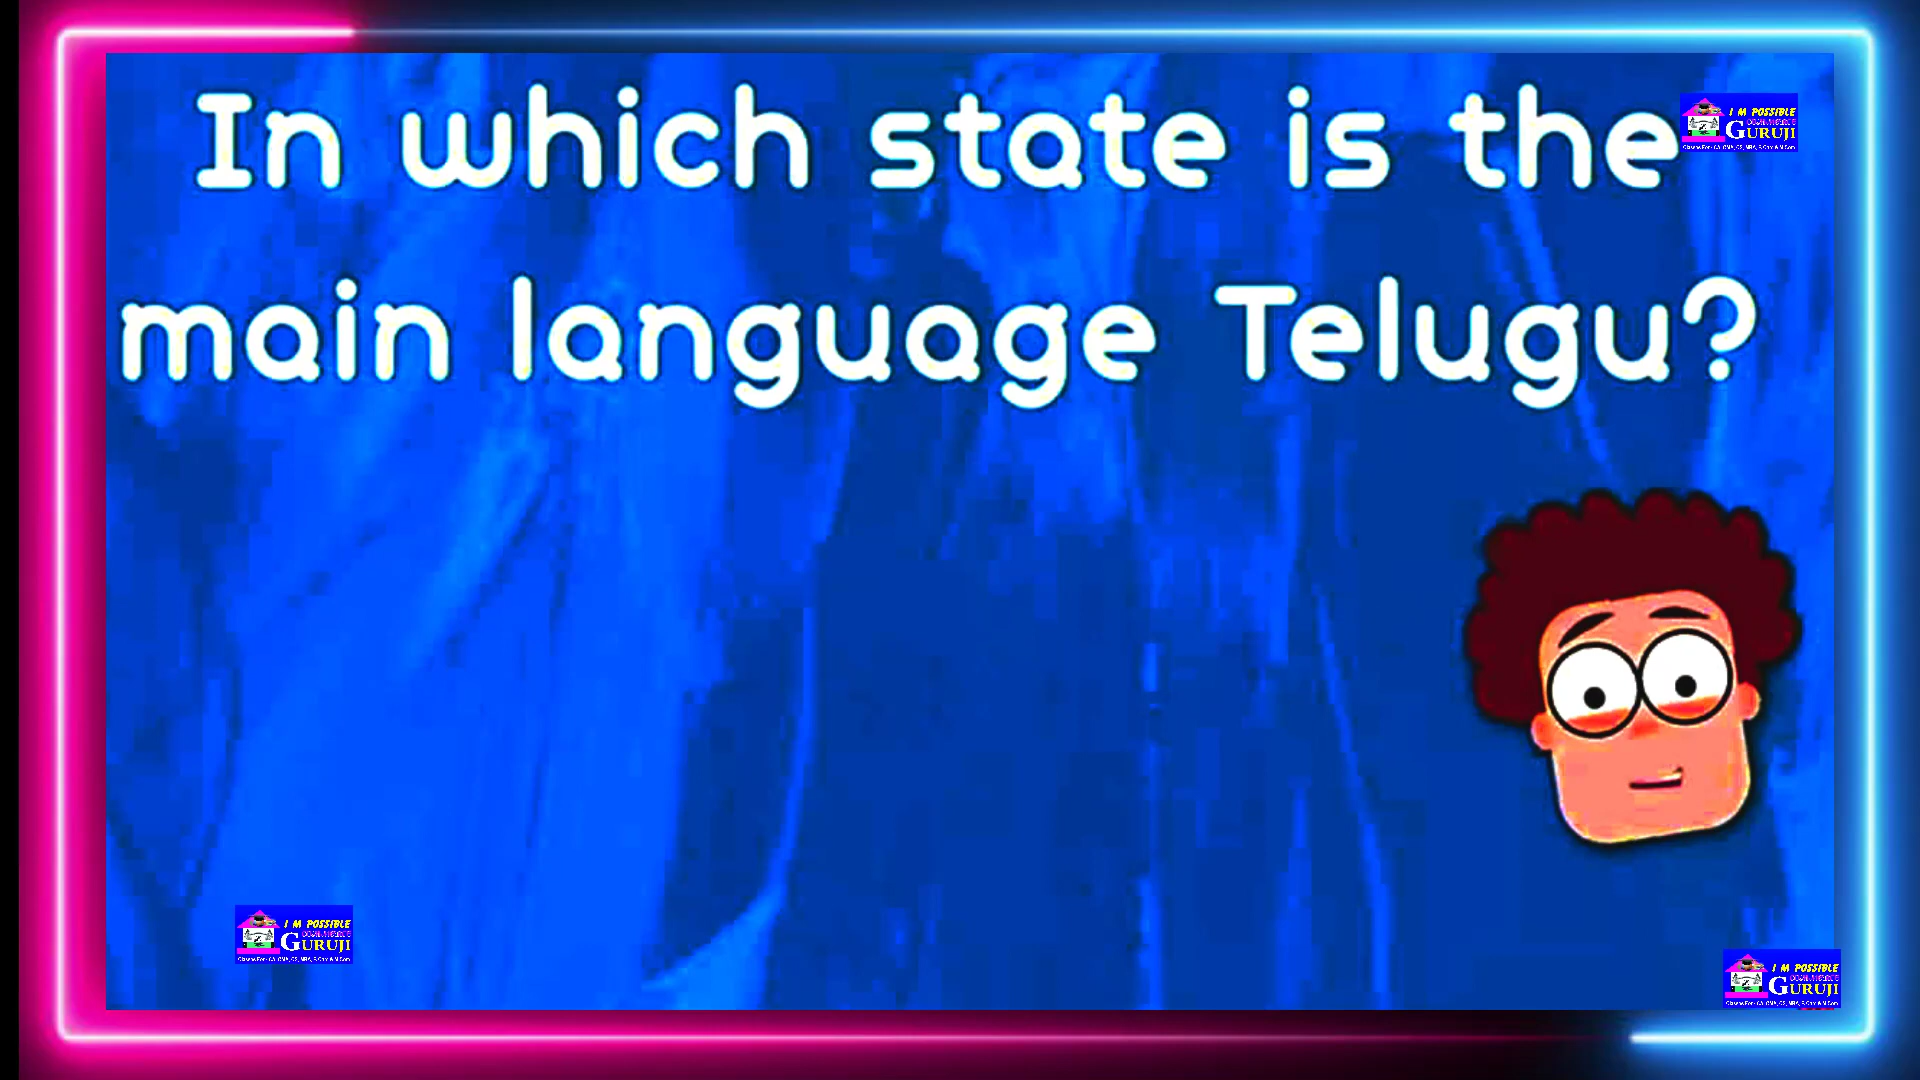 In which state is the
main language Telugu?
I M POSSIBLE
GURUJI
I M POSSIBLE
GURUJI
I M POSSIBLE
GURUJI